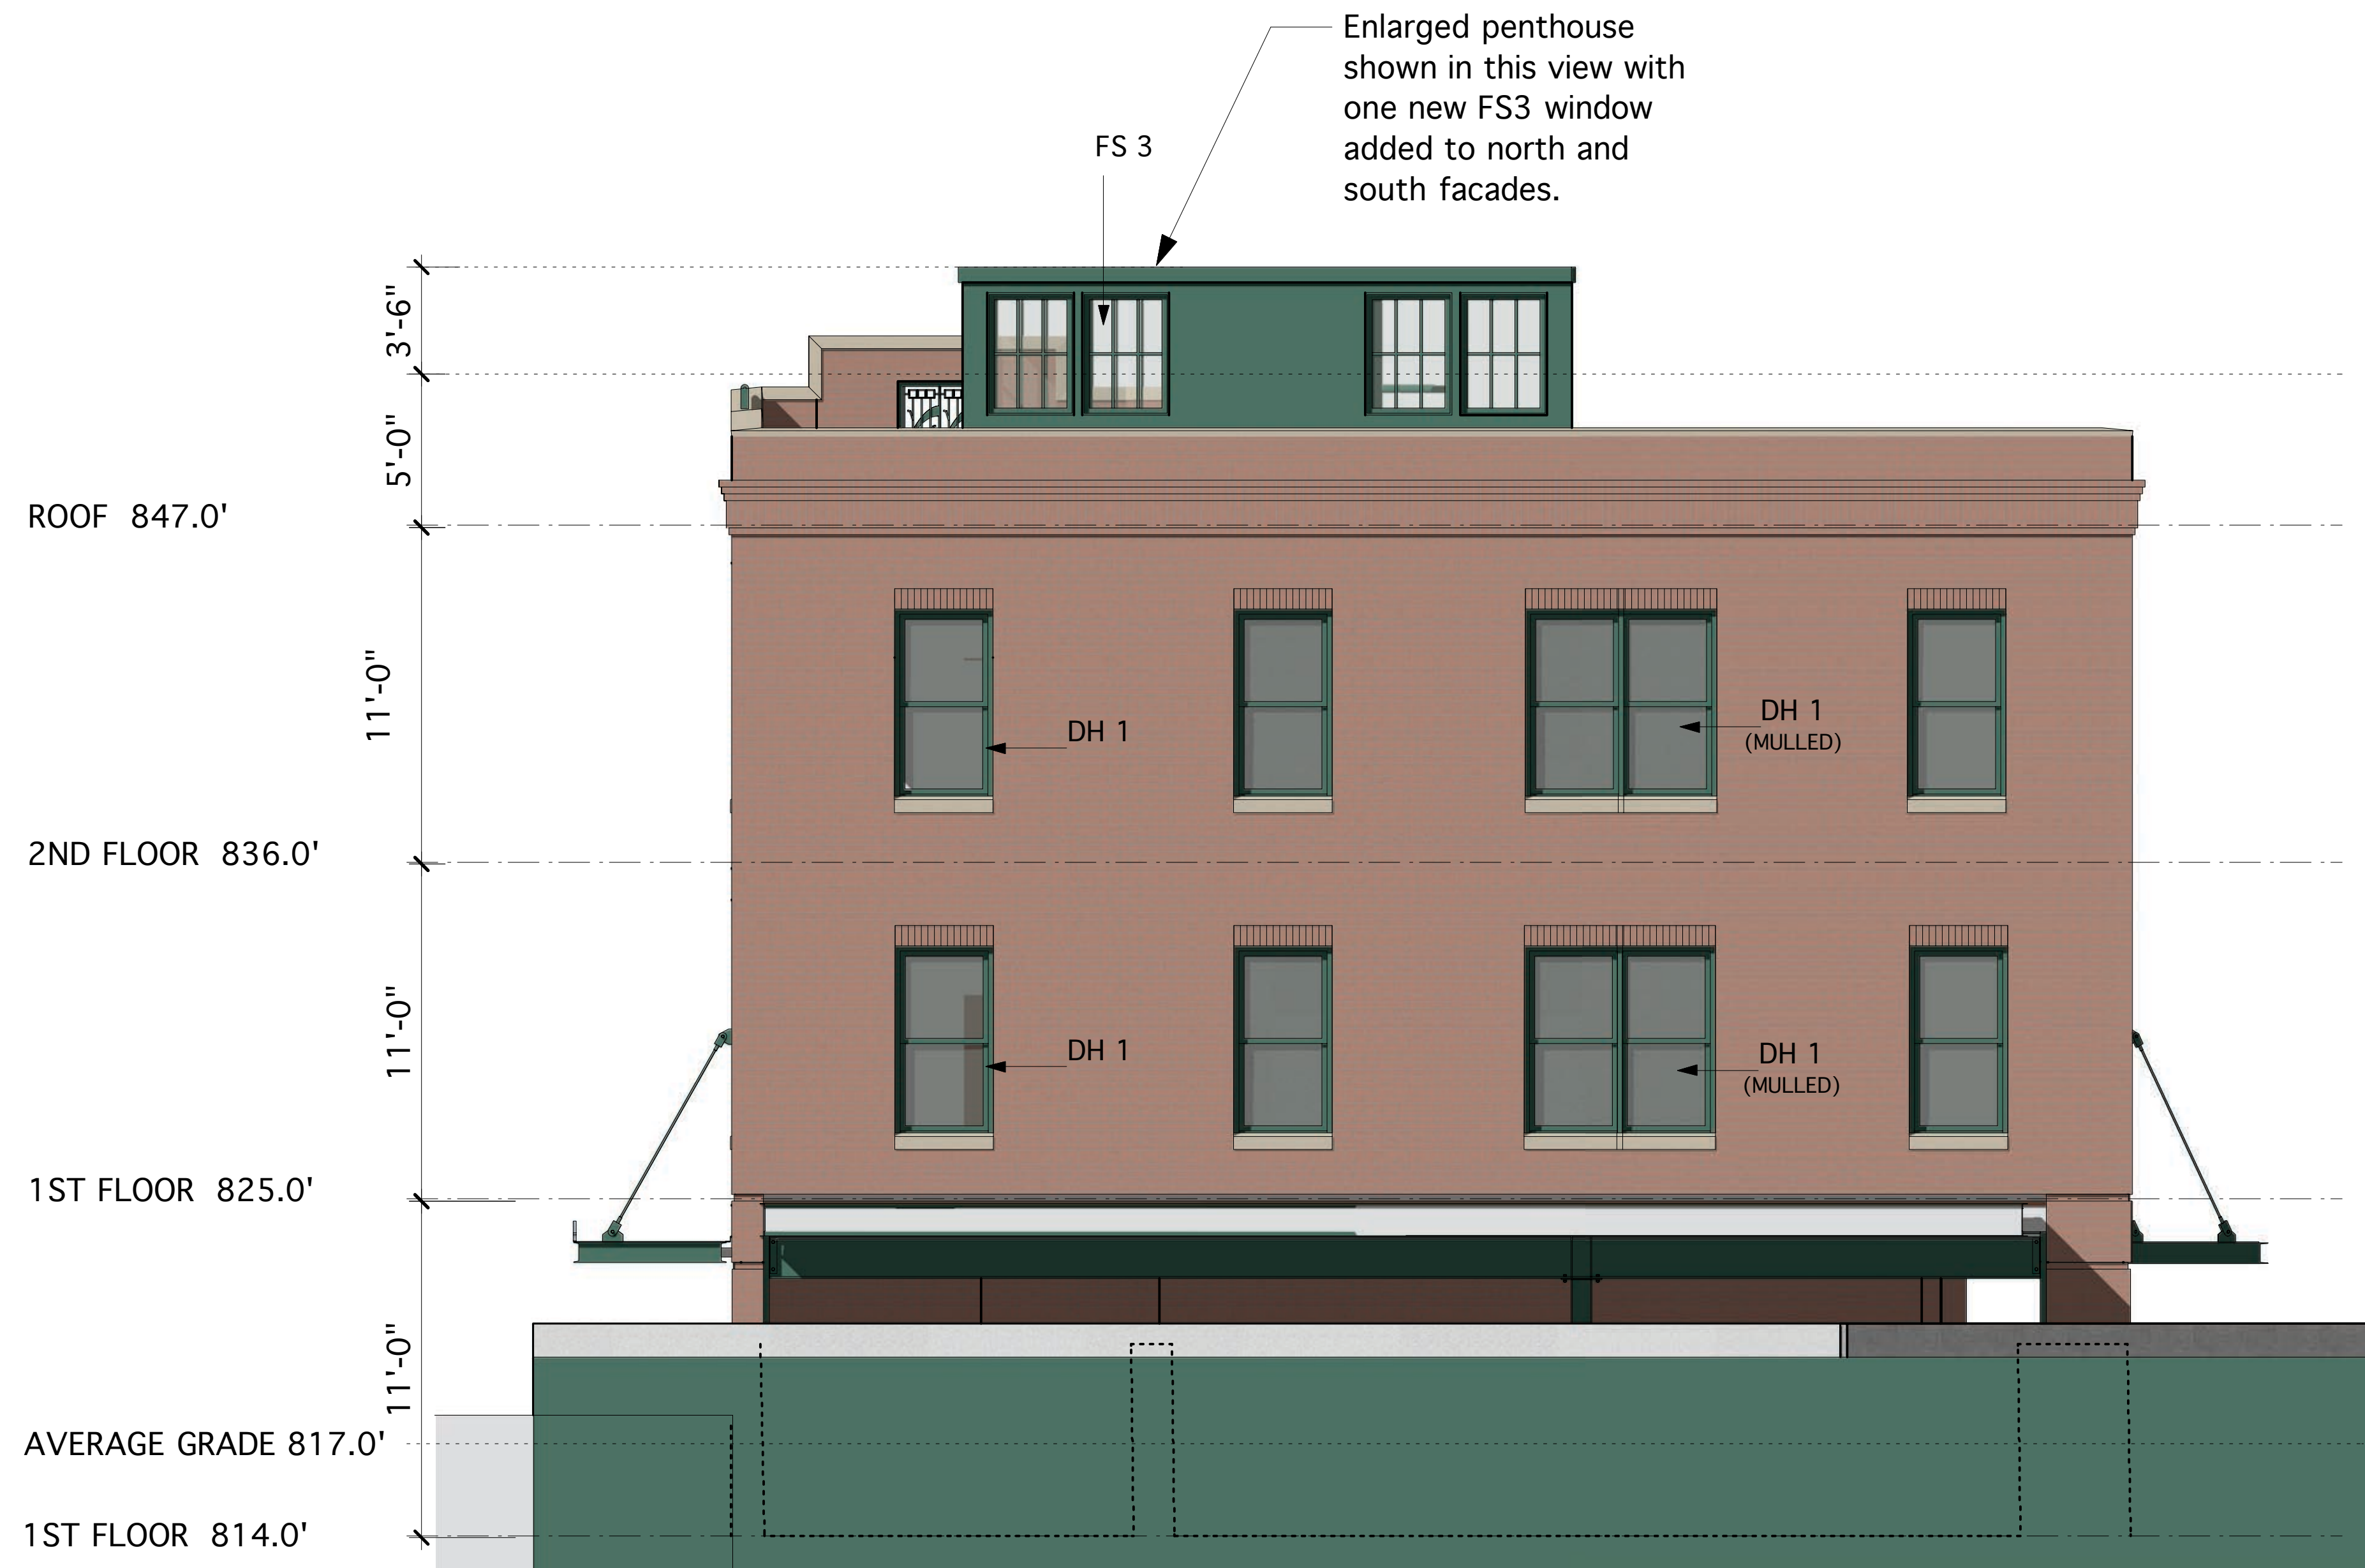 Enlarged penthouse
shown in this view with
one new FS3 window
added to north and
south facades.
FS 3
3'-6"
5'-0"
ROOF 847.0'
11'-0"
DH 1
DH 1
(MULLED)
2ND FLOOR 836.0'
11'-0"
DH 1
DH 1
(MULLED)
1ST FLOOR 825.0'
11'-0"
AVERAGE GRADE 817.0'
1ST FLOOR 814.0'